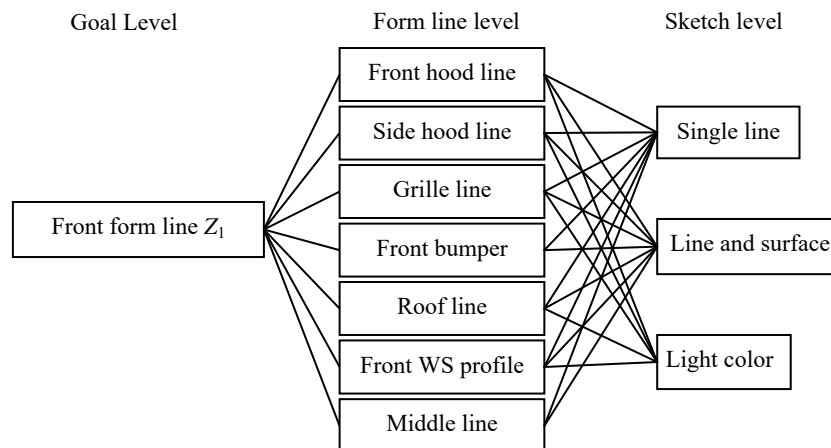 Goal Level
Form line level
Sketch level
Front hood line
Side hood line
Single line
Grille line
Front form line Z₁
Front bumper
Line and surface
Roof line
Front WS profile
Light color
Middle line